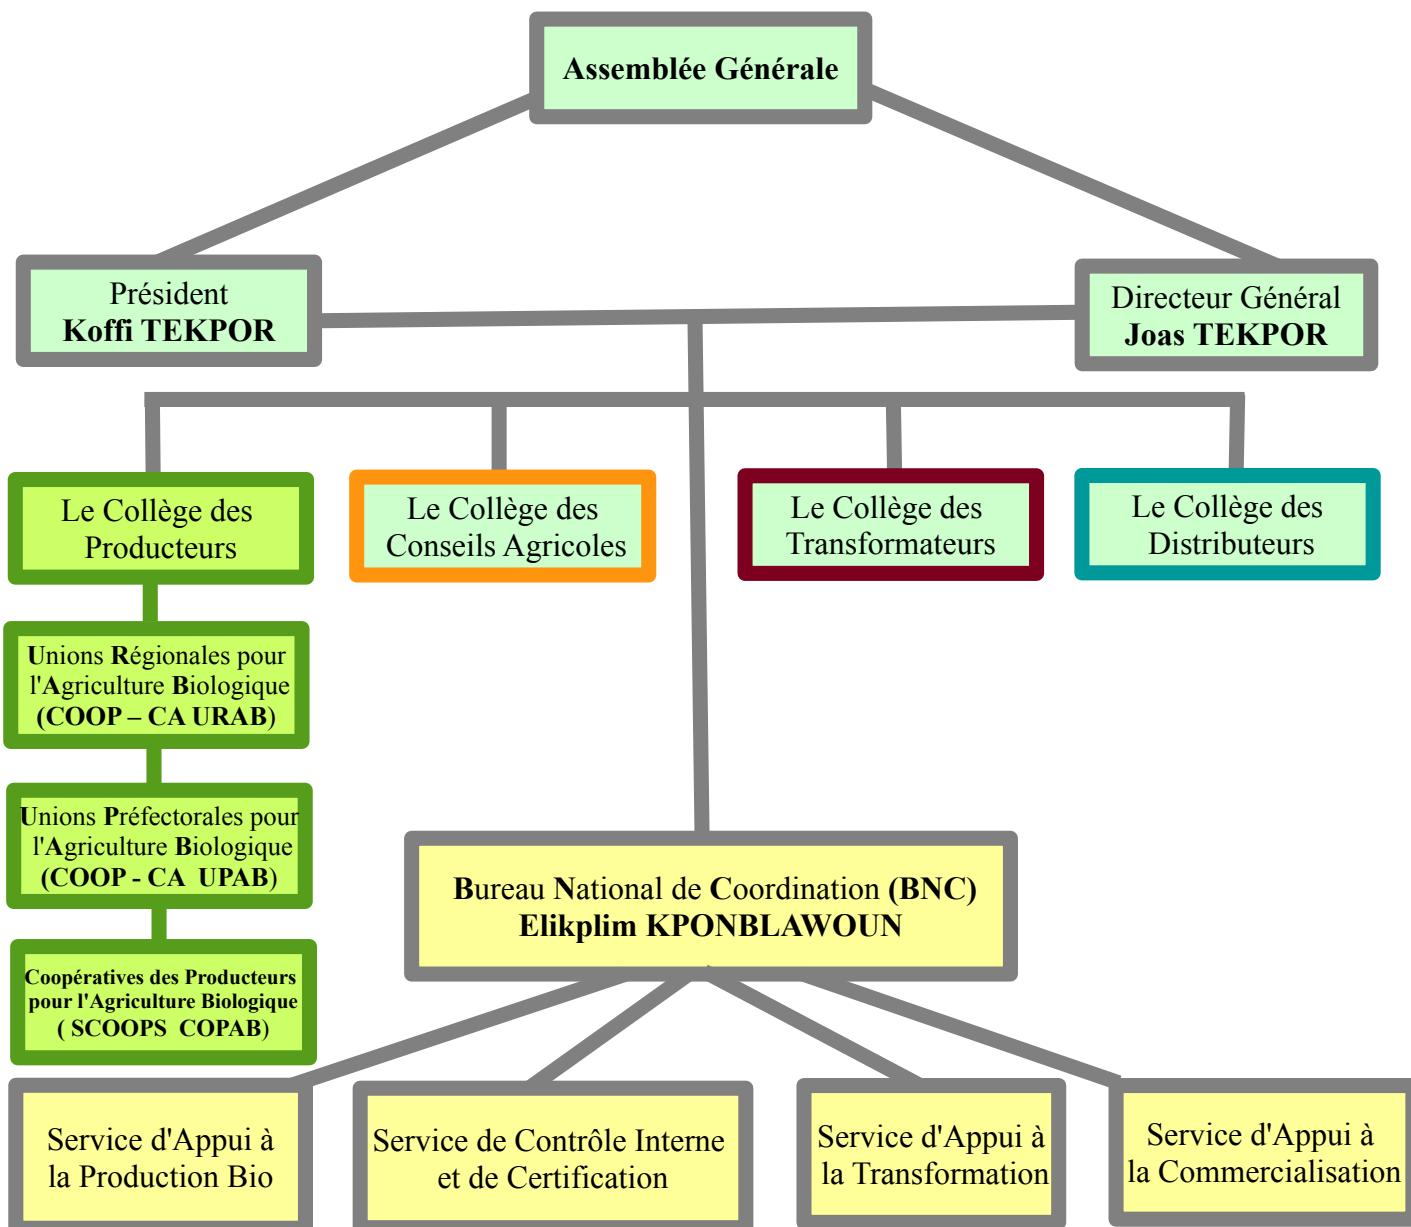 Assemblée Générale
Président
Koffi TEKPOR
Directeur Général
Joas TEKPOR
Le Collège des
Producteurs
Le Collège des
Conseils Agricoles
Le Collège des
Transformateurs
Le Collège des
Distributeurs
Unions Régionales pour
l'Agriculture Biologique
(COOP – CA URAB)
Unions Préfectorales pour
l'Agriculture Biologique
(COOP - CA UPAB)
Coopératives des Producteurs
pour l'Agriculture Biologique
( SCOOPS COPAB)
Bureau National de Coordination (BNC)
Elikplim KPONBLAWOUN
Service d'Appui à
la Production Bio
Service de Contrôle Interne
et de Certification
Service d'Appui à
la Transformation
Service d'Appui à
la Commercialisation